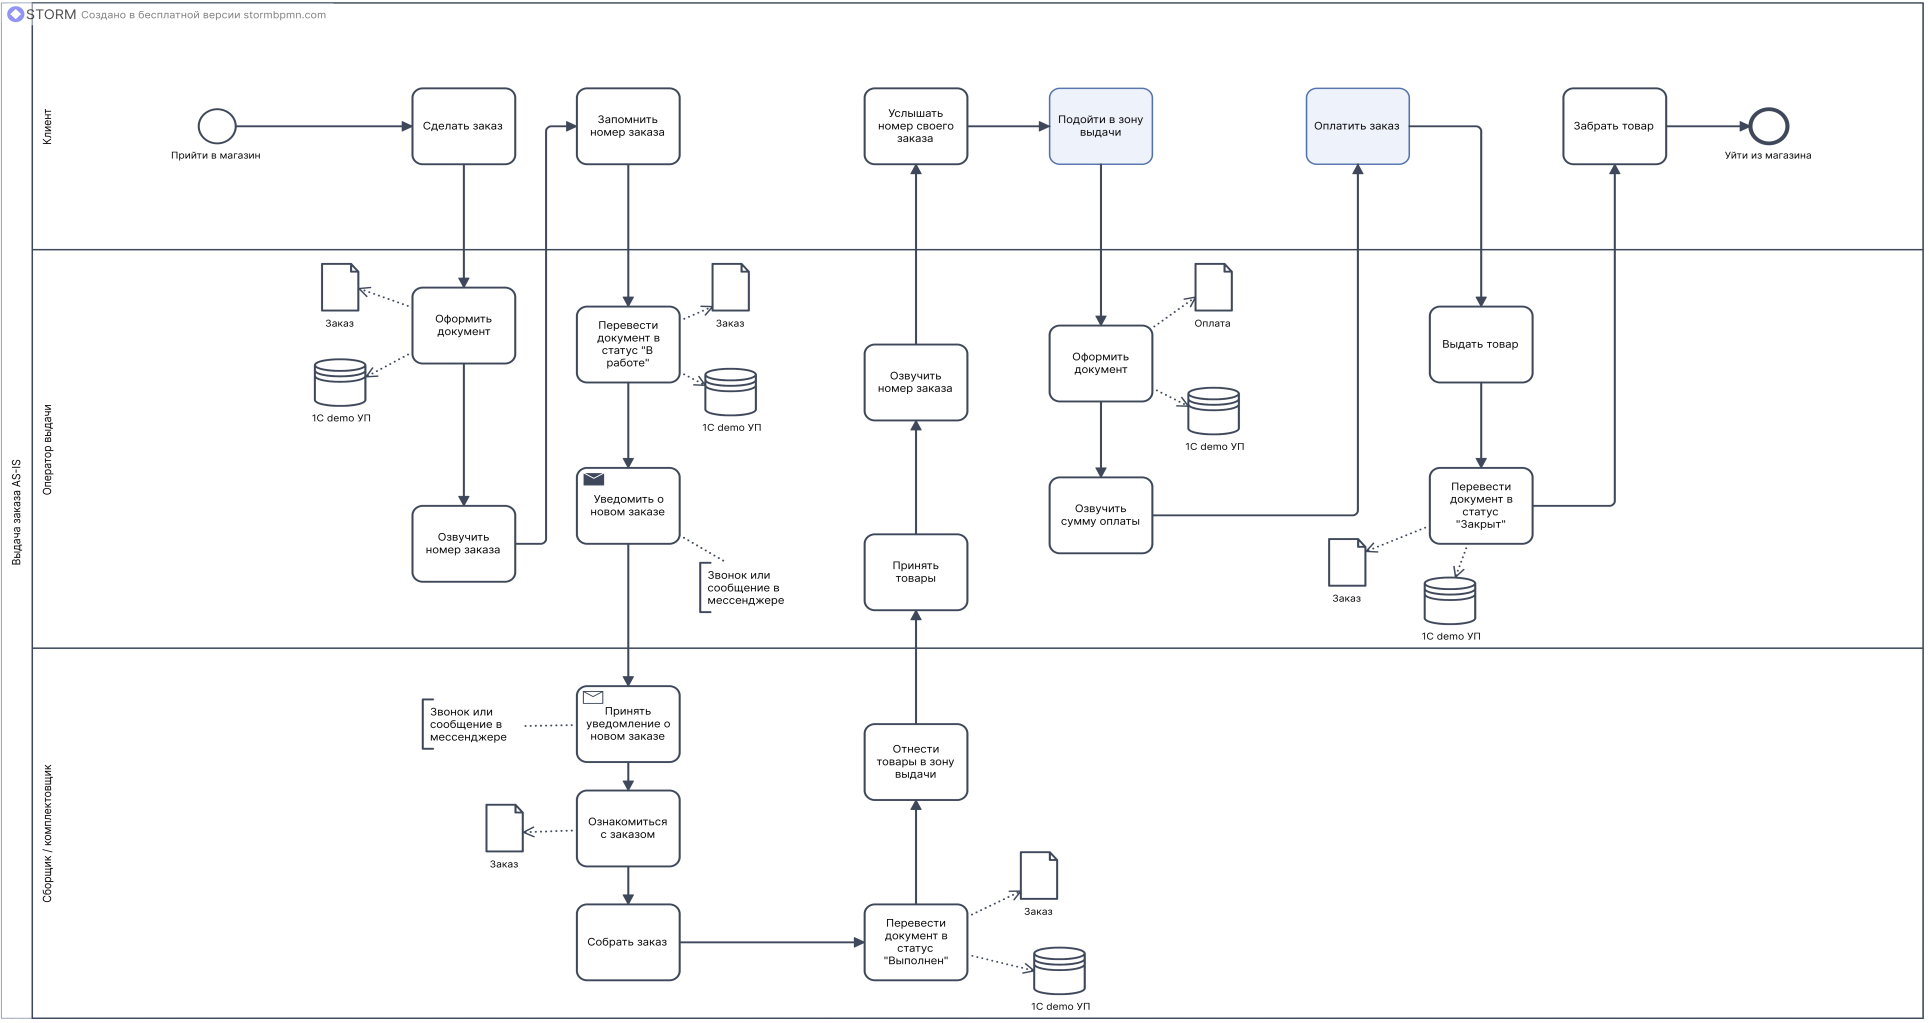 STORM Создано в бесплатной версии stormbpmn.com
Выдача заказа AS-IS
Клиент
Прийти в магазин
Сделать заказ
Запомнить
номер заказа
Услышать
номер своего
заказа
Подойти в зону
выдачи
Оплатить заказ
Забрать товар
Уйти из магазина
Оператор выдачи
Заказ
1С demo УП
Оформить
документ
Озвучить
номер заказа
Перевести
документ в
статус "В
работе"
Заказ
1С demo УП
Уведомить о
новом заказе
Звонок или
сообщение в
мессенджере
Озвучить
номер заказа
Принять
товары
Оформить
документ
Оплата
1С demo УП
Озвучить
сумму оплаты
Выдать товар
Перевести
документ в
статус
"Закрыт"
Заказ
1С demo УП
Сборщик / комплектовщик
Звонок или
сообщение в
мессенджере
Принять
уведомление о
новом заказе
Ознакомиться
с заказом
Заказ
Собрать заказ
Отнести
товары в зону
выдачи
Перевести
документ в
статус
"Выполнен"
Заказ
1С demo УП